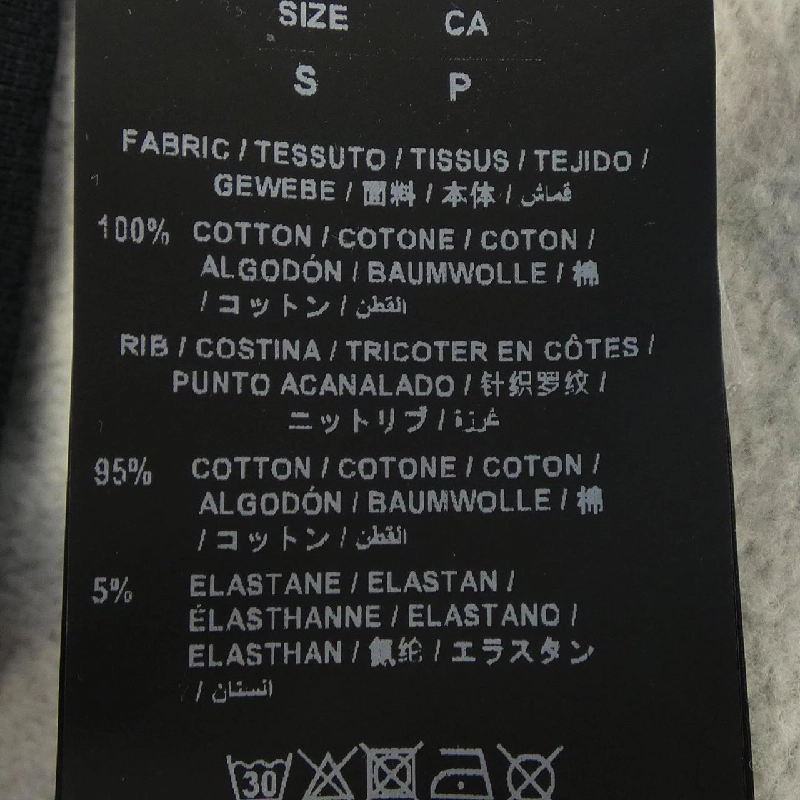 SIZE CA
S P
FABRIC / TESSUTO / TISSUS / TEJIDO /
GEWEBE / 面料 / 本体 / قماش
100% COTTON / COTONE / COTON /
ALGODÓN / BAUMWOLLE / 棉
/ コットン / القطن
RIB / COSTINA / TRICOTER EN CÔTES /
PUNTO ACANALADO / 针织罗纹 /
ニットリブ / غرزة
95% COTTON / COTONE / COTON /
ALGODÓN / BAUMWOLLE / 棉
/ コットン / القطن
5% ELASTANE / ELASTAN /
ÉLASTHANNE / ELASTANO /
ELASTHAN / 氨纶 / エラスタン
/ انستان
30